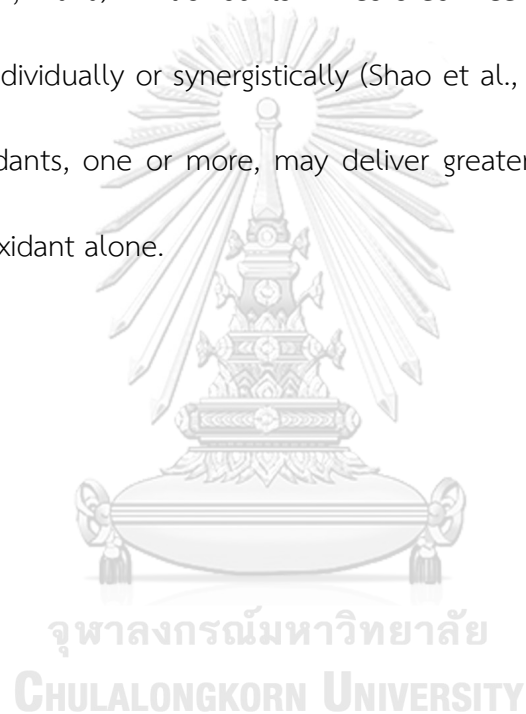 dividually or synergistically (Shao et al.,
dants, one or more, may deliver greater
xidant alone.
จุฬาลงกรณ์มหาวิทยาลัย
CHULALONGKORN UNIVERSITY